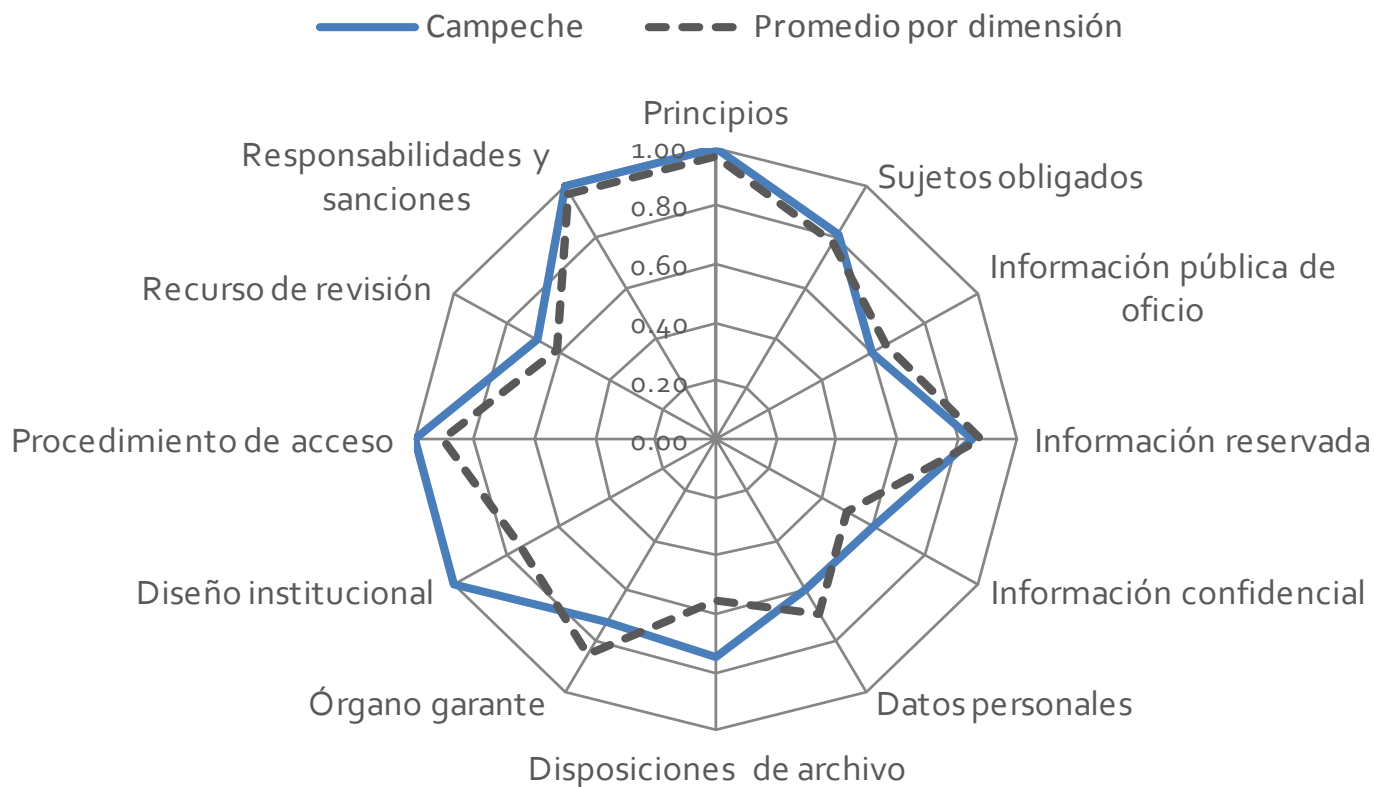 Campeche
Promedio por dimensión
Principios
Responsabilidades y
sanciones
Sujetos obligados
Recurso de revisión
Información pública de
oficio
Procedimiento de acceso
Información reservada
Diseño institucional
Información confidencial
Órgano garante
Datos personales
Disposiciones de archivo
1.00
0.80
0.60
0.40
0.20
0.00